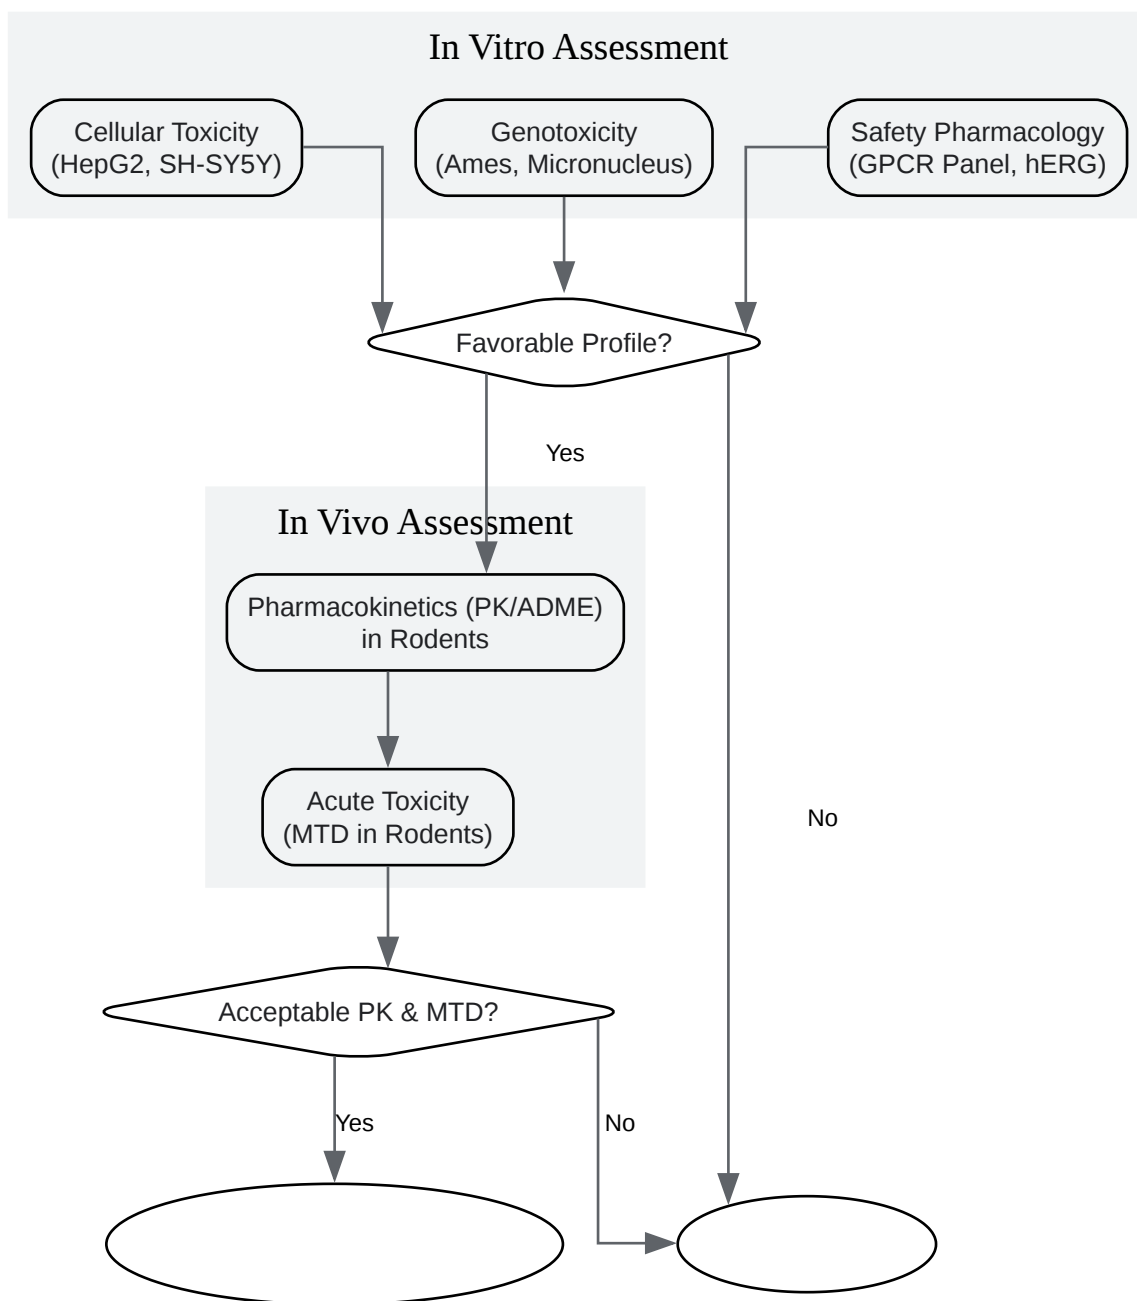 In Vitro Assessment
Cellular Toxicity
(HepG2, SH-SY5Y)
Genotoxicity
(Ames, Micronucleus)
Safety Pharmacology
(GPCR Panel, hERG)
Favorable Profile?
Yes
In Vivo Assessment
Pharmacokinetics (PK/ADME)
in Rodents
Acute Toxicity
(MTD in Rodents)
No
Acceptable PK & MTD?
Yes
No